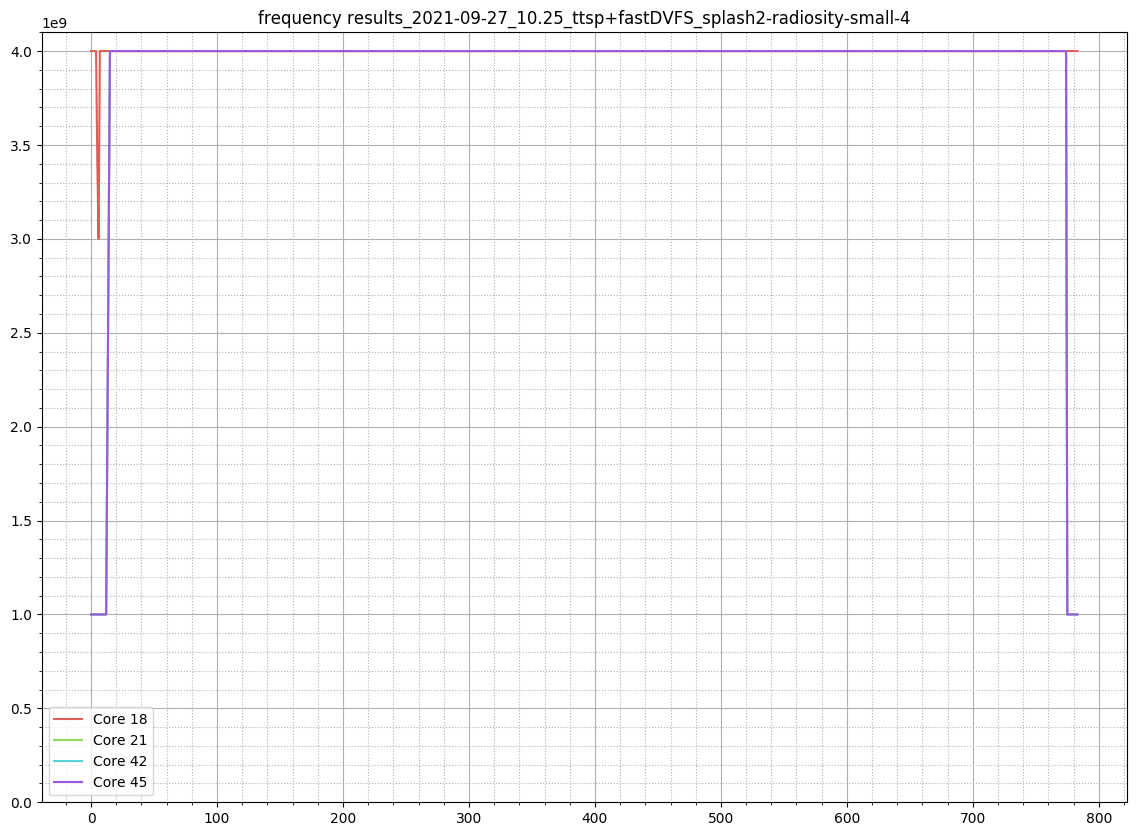 frequency results_2021-09-27_10.25_ttsp+fastDVFS_splash2-radiosity-small-4
1e9
4.0
3.5
3.0
2.5
2.0
1.5
1.0
0.5
0.0
Core 18
Core 21
Core 42
Core 45
0 100 200 300 400 500 600 700 800